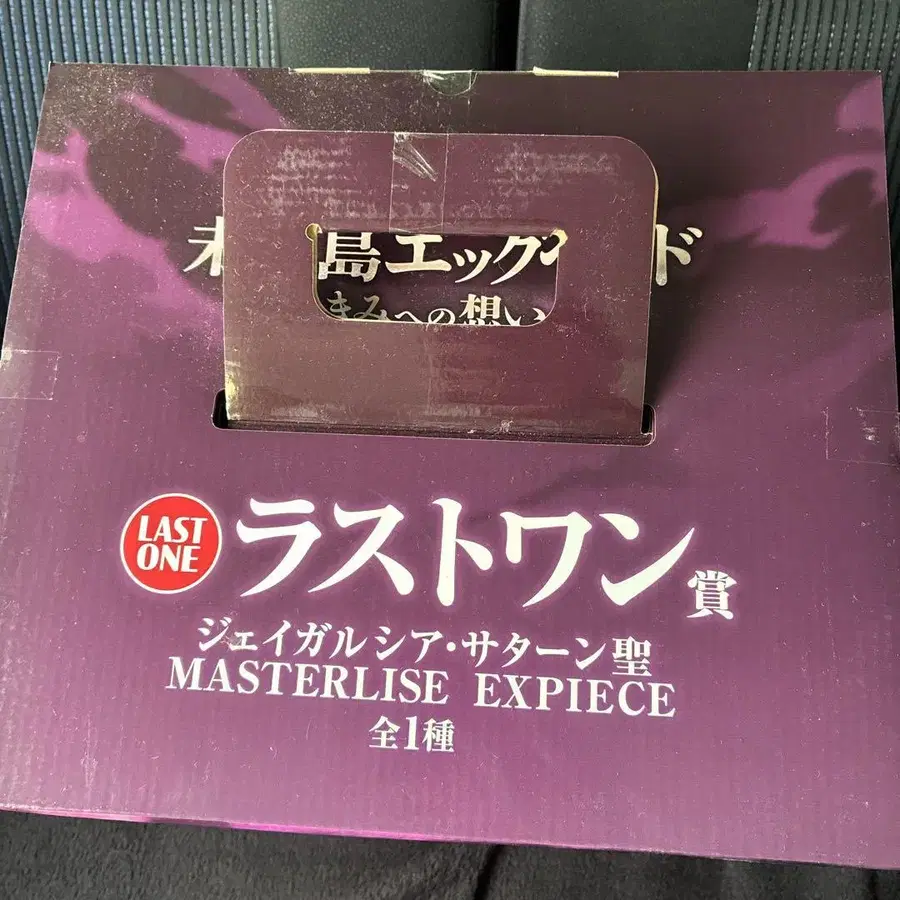 島エック ド
きみへの想い
LAST
ONE
ラストワン賞
ジェイガルシア・サターン聖
MASTERLISE EXPIECE
全1種